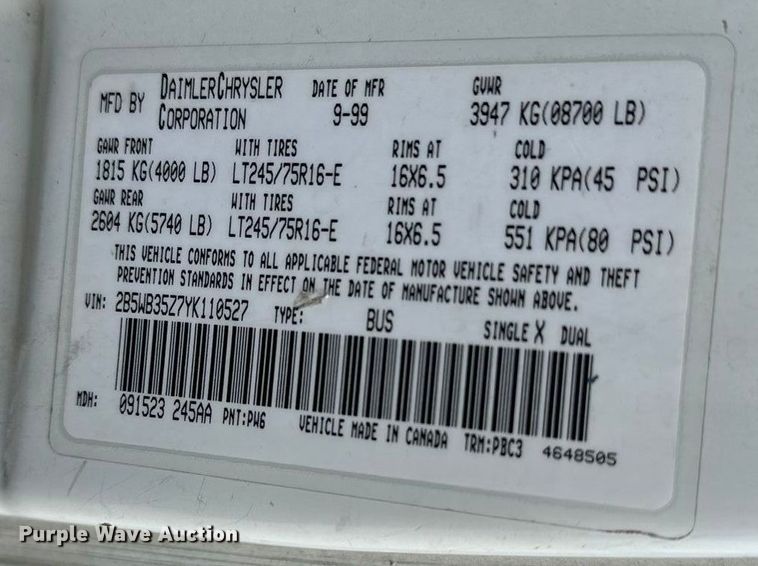 MFD BY DAIMLERCHRYSLER CORPORATION DATE OF MFR 9-99 GVWR 3947 KG(08700 LB)
GAWR FRONT WITH TIRES RIMS AT COLD
1815 KG(4000 LB) LT245/75R16-E 16X6.5 310 KPA(45 PSI)
GAWR REAR WITH TIRES RIMS AT COLD
2604 KG(5740 LB) LT245/75R16-E 16X6.5 551 KPA(80 PSI)
THIS VEHICLE CONFORMS TO ALL APPLICABLE FEDERAL MOTOR VEHICLE SAFETY AND THEFT
PREVENTION STANDARDS IN EFFECT ON THE DATE OF MANUFACTURE SHOWN ABOVE.
VIN: 2B5WB35Z7YK110527 TYPE: BUS SINGLE X DUAL
MDH: 091523 245AA PNT:PW6 VEHICLE MADE IN CANADA TRM:PBC3 4648505
Purple Wave Auction